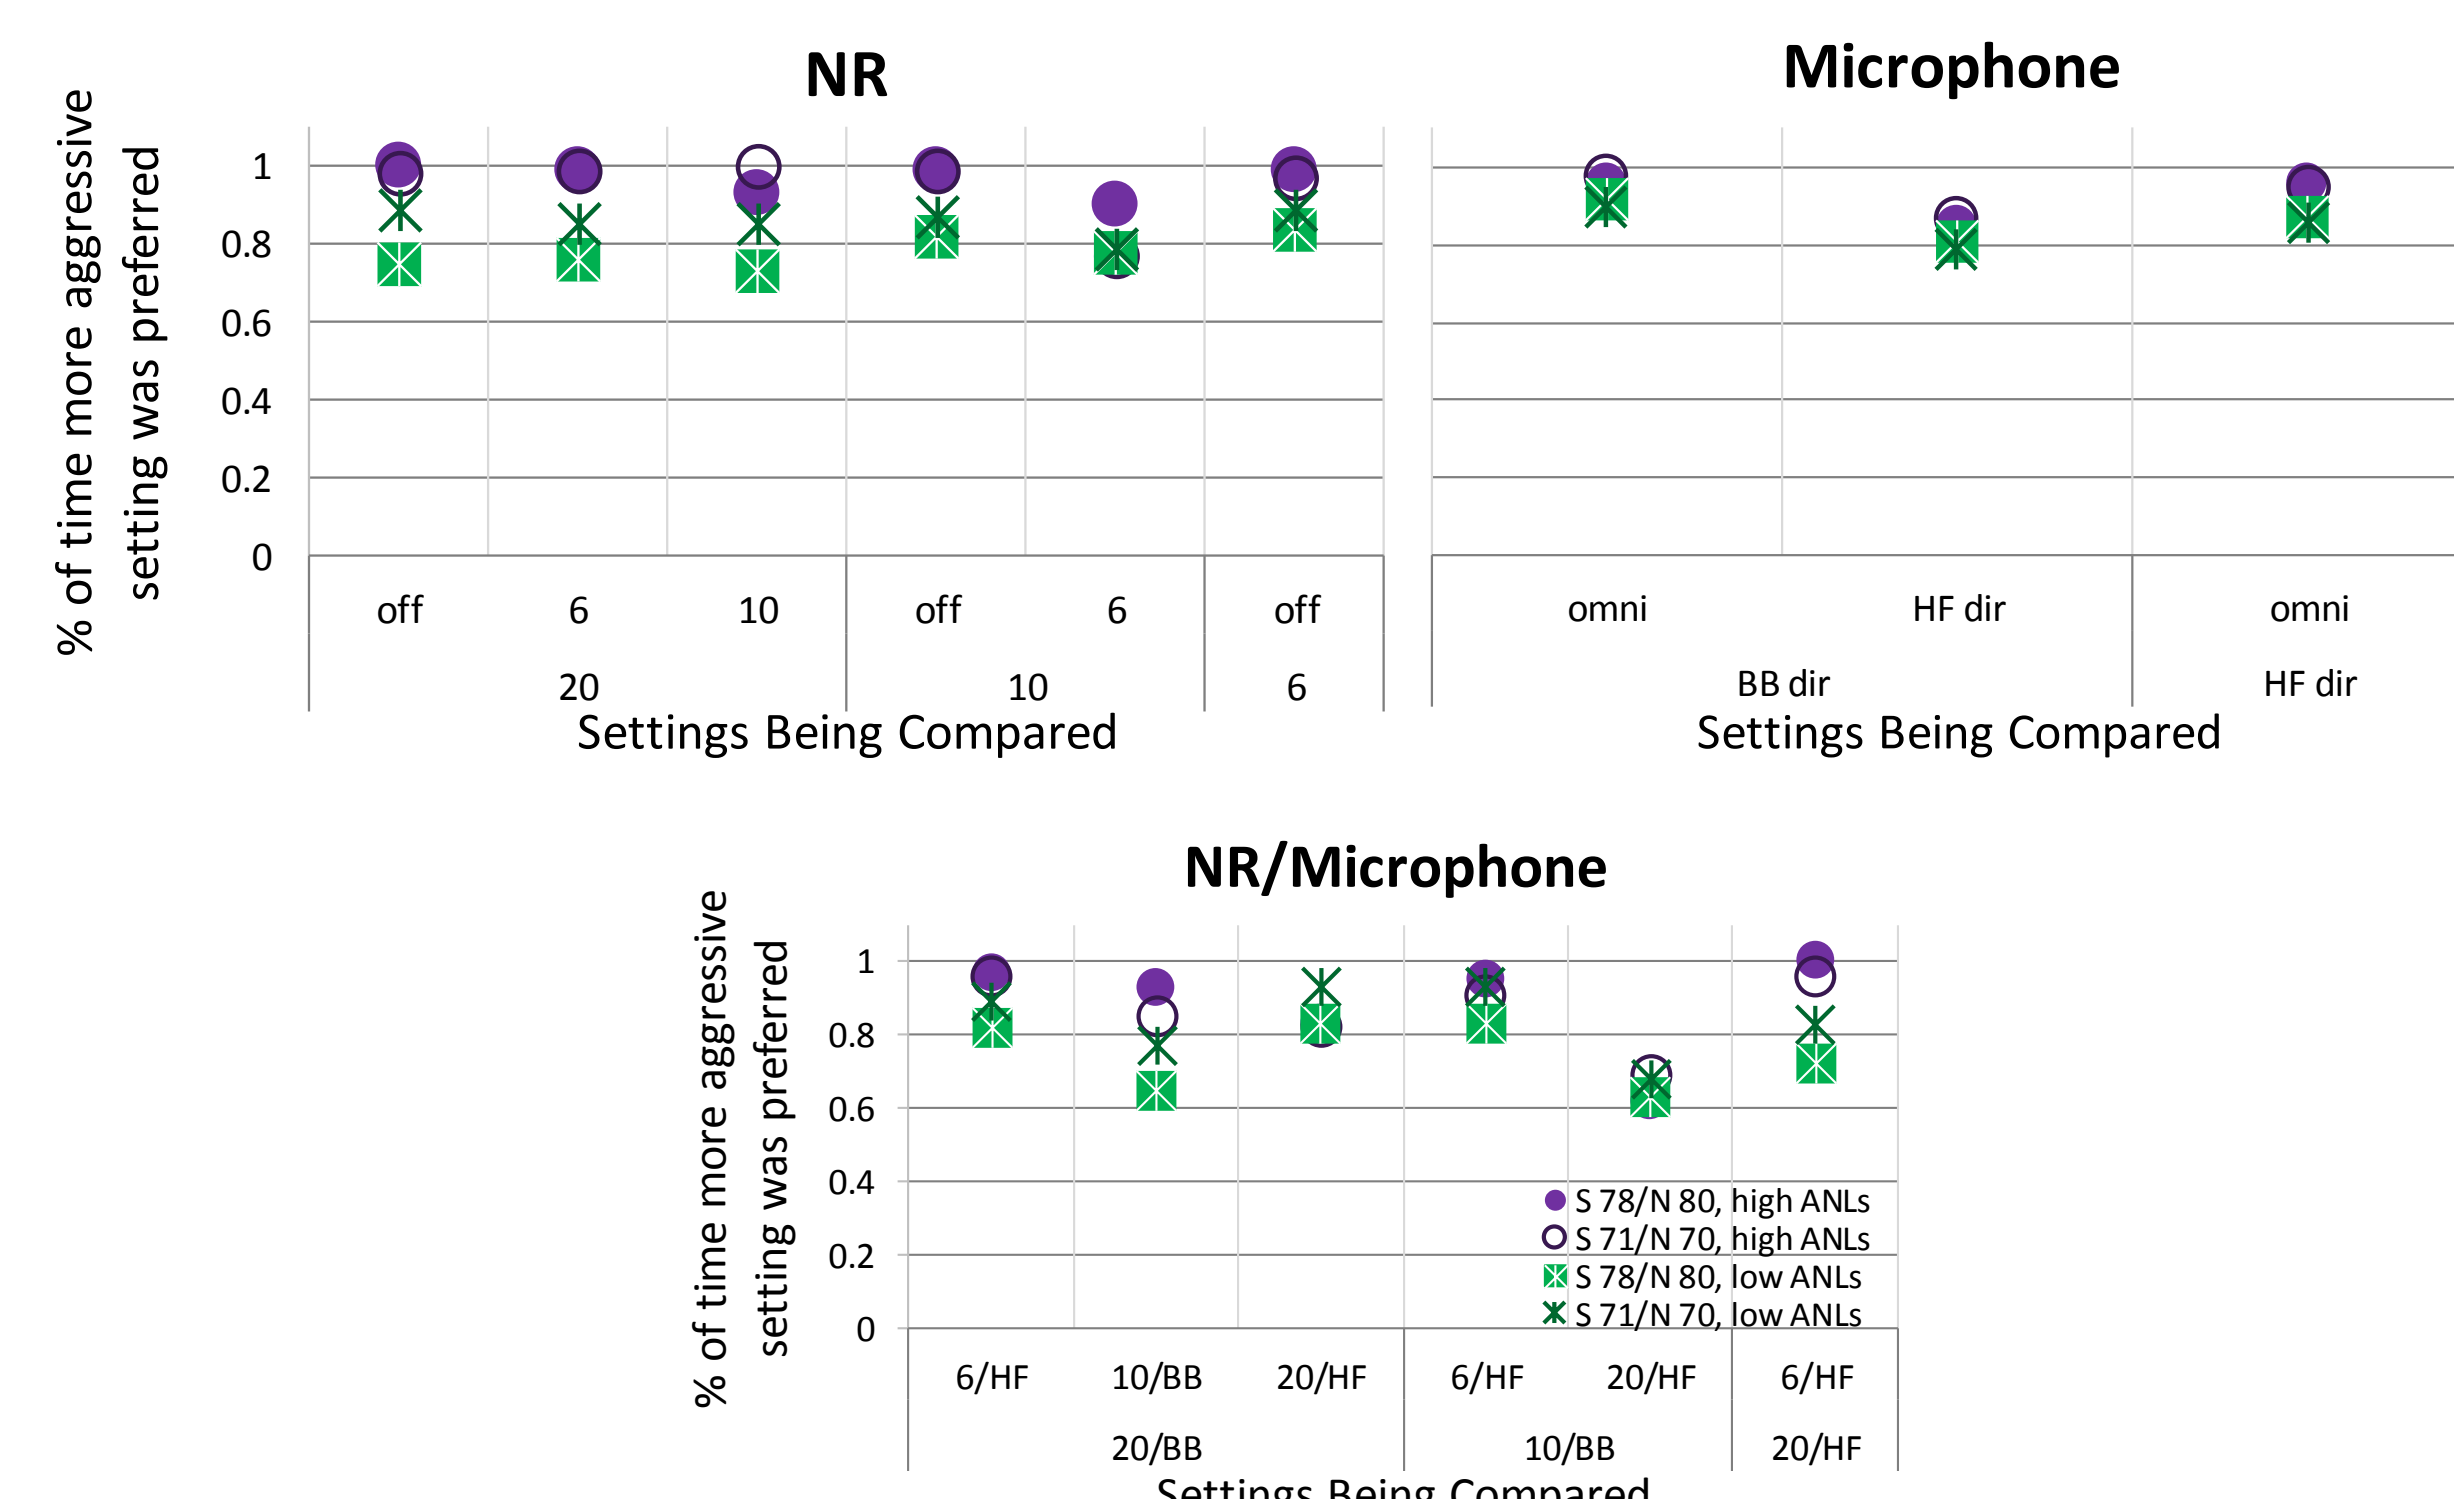 NR
% of time more aggressive
setting was preferred
1
0.8
0.6
0.4
0.2
0
off 6 10 off 6 off
20 10 6
Settings Being Compared
Microphone
omni HF dir omni
BB dir HF dir
Settings Being Compared
NR/Microphone
% of time more aggressive
setting was preferred
1
0.8
0.6
0.4
0.2
0
S 78/N 80, high ANLs
S 71/N 70, high ANLs
S 78/N 80, low ANLs
S 71/N 70, low ANLs
6/HF 10/BB 20/HF 6/HF 20/HF 6/HF
20/BB 10/BB 20/HF
Settings Being Compared